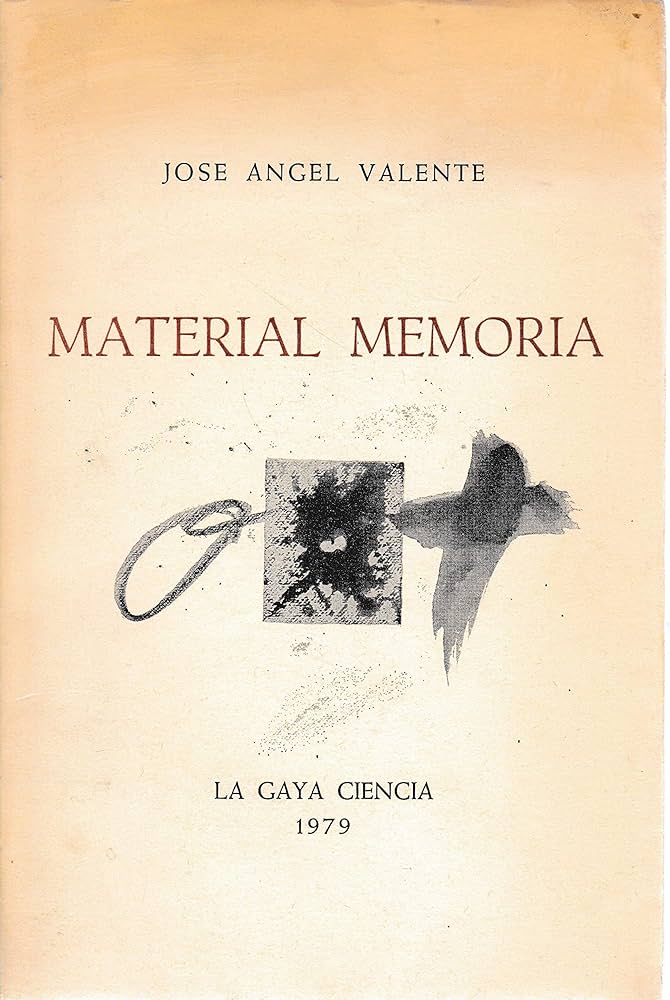 JOSE ANGEL VALENTE
MATERIAL MEMORIA
LA GAYA CIENCIA
1979